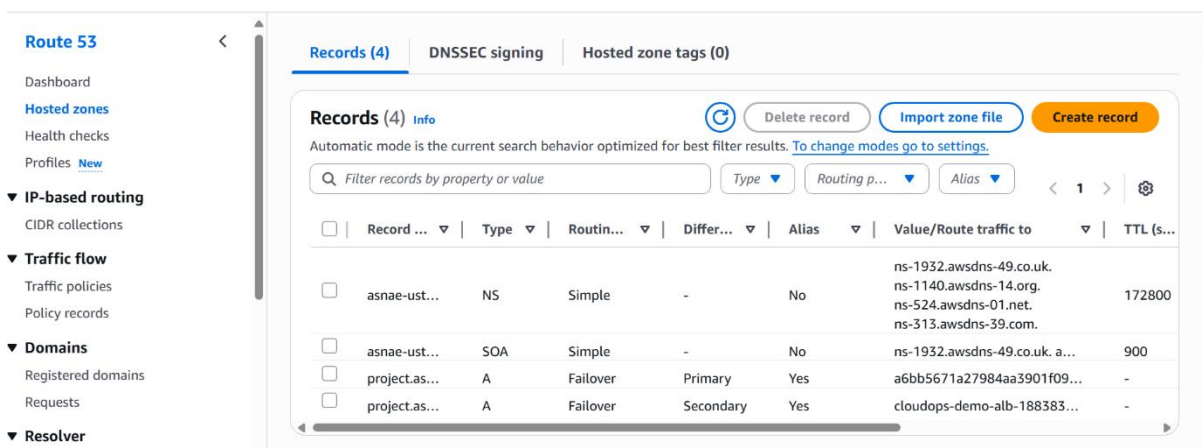 Route 53
Dashboard
Hosted zones
Health checks
Profiles New
IP-based routing
CIDR collections
Traffic flow
Traffic policies
Policy records
Domains
Registered domains
Requests
Resolver
Records (4) DNSSEC signing Hosted zone tags (0)
Records (4) Info Delete record Import zone file Create record
Automatic mode is the current search behavior optimized for best filter results. To change modes go to settings.
Filter records by property or value Type Routing p... Alias 1
Record ... Type Routin... Differ... Alias Value/Route traffic to TTL (s...
asnae-ust... NS Simple - No ns-1932.awsdns-49.co.uk. 172800
ns-1140.awsdns-14.org.
ns-524.awsdns-01.net.
ns-313.awsdns-39.com.
asnae-ust... SOA Simple - No ns-1932.awsdns-49.co.uk. a... 900
project.as... A Failover Primary Yes a6bb5671a27984aa3901f09... -
project.as... A Failover Secondary Yes cloudops-demo-alb-188383... -